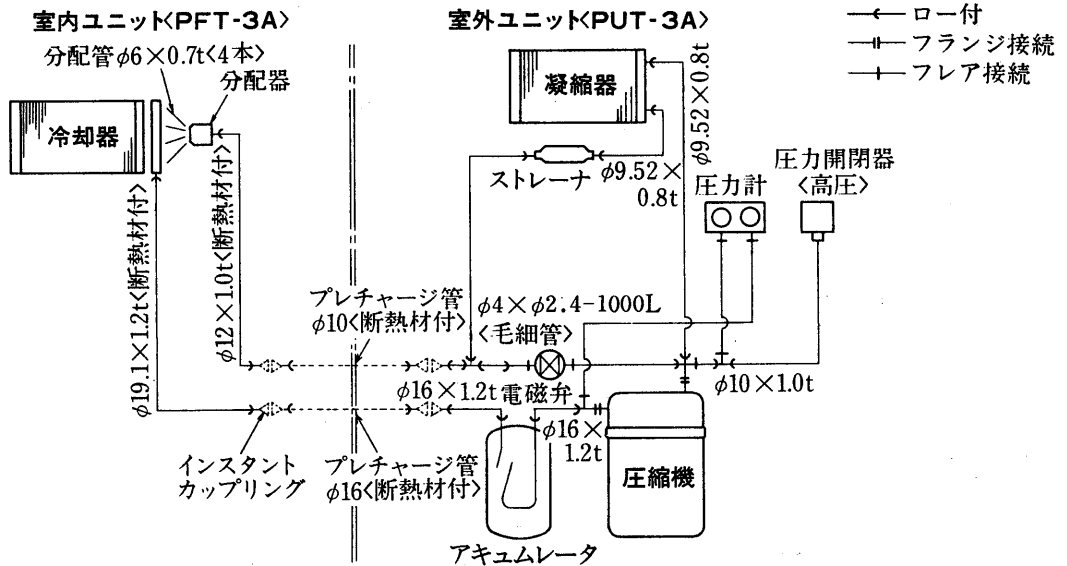 室内ユニット<PFT-3A>
分配管φ6×0.7t<4本>
分配器
冷却器
φ19.1×1.2t<断熱材付>
φ12×1.0t<断熱材付>
プレチャージ管
φ10<断熱材付>
インスタント
カップリング
プレチャージ管
φ16<断熱材付>
室外ユニット<PUT-3A>
凝縮器
ストレーナ
φ9.52×
0.8t
φ9.52×0.8t
圧力計
圧力開閉器
<高圧>
φ4×φ2.4-1000L
<毛細管>
φ16×1.2t
電磁弁
φ10×1.0t
φ16×
1.2t
圧縮機
アキュムレータ
ロー付
フランジ接続
フレア接続